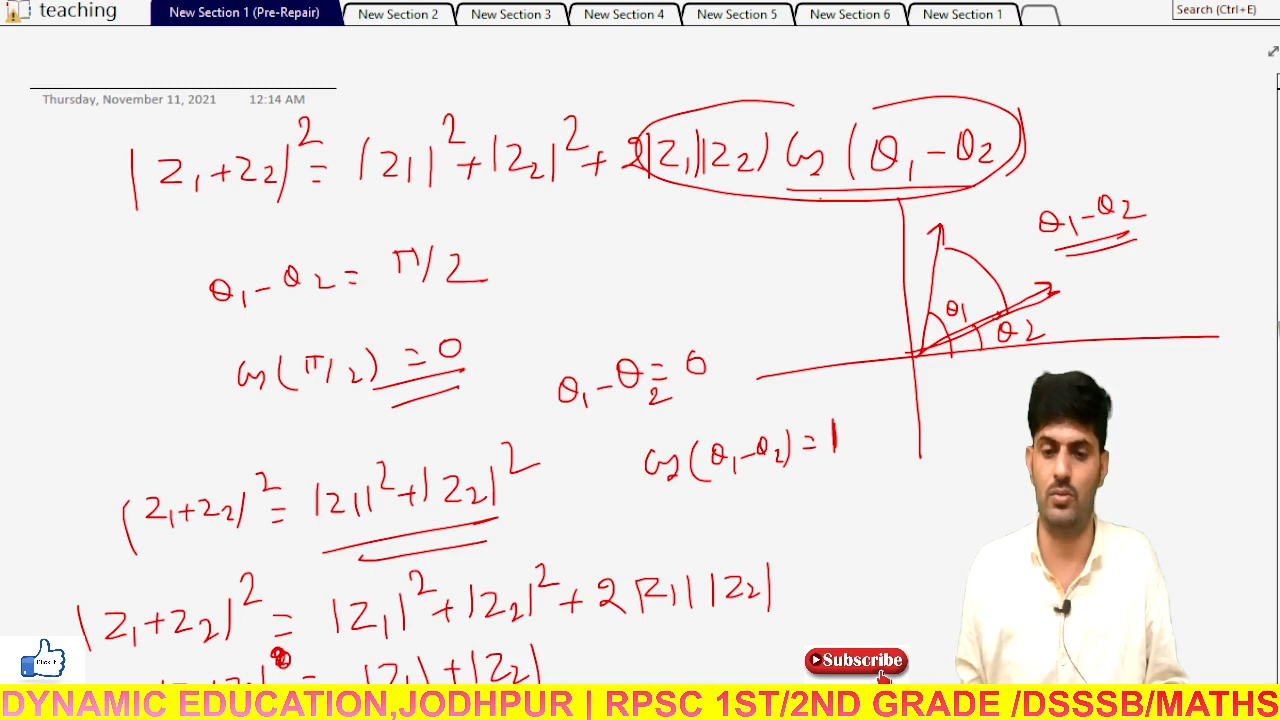 teaching
New Section 1 (Pre-Repair) New Section 2 New Section 3 New Section 4 New Section 5 New Section 6 New Section 1
Search (Ctrl+E)
Thursday, November 11, 2021 12:14 AM
|z₁+z₂|² = |z₁|²+|z₂|²+2|z₁||z₂| Cos(θ₁-θ₂)
θ₁-θ₂
θ₁-θ₂ = π/2
θ₁
θ₂
Cos(π/2) = 0
θ₁-θ₂ = 0
Cos(θ₁-θ₂) = 1
|z₁+z₂|² = |z₁|²+|z₂|²
|z₁+z₂|² = |z₁|²+|z₂|²+2|z₁||z₂|
= |z₁|+|z₂|
Subscribe
DYNAMIC EDUCATION,JODHPUR | RPSC 1ST/2ND GRADE /DSSSB/MATHS